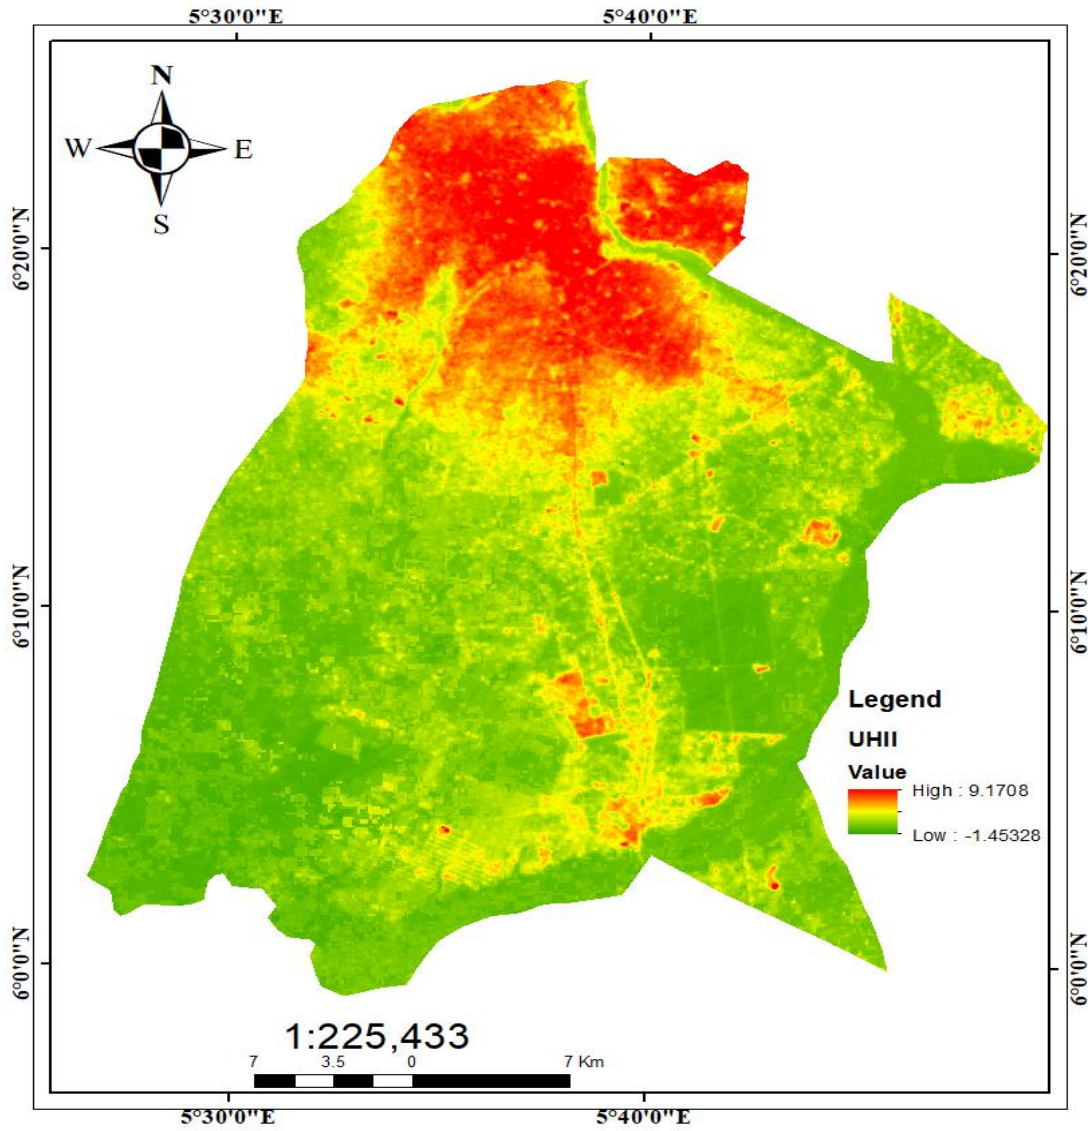 5°30'0"E 5°40'0"E
N
W E
S
6°20'0"N 6°20'0"N
6°10'0"N 6°10'0"N
Legend
UHII
Value
High : 9.1708
Low : -1.45328
6°0'0"N 6°0'0"N
1:225,433
7 3.5 0 7 Km
5°30'0"E 5°40'0"E